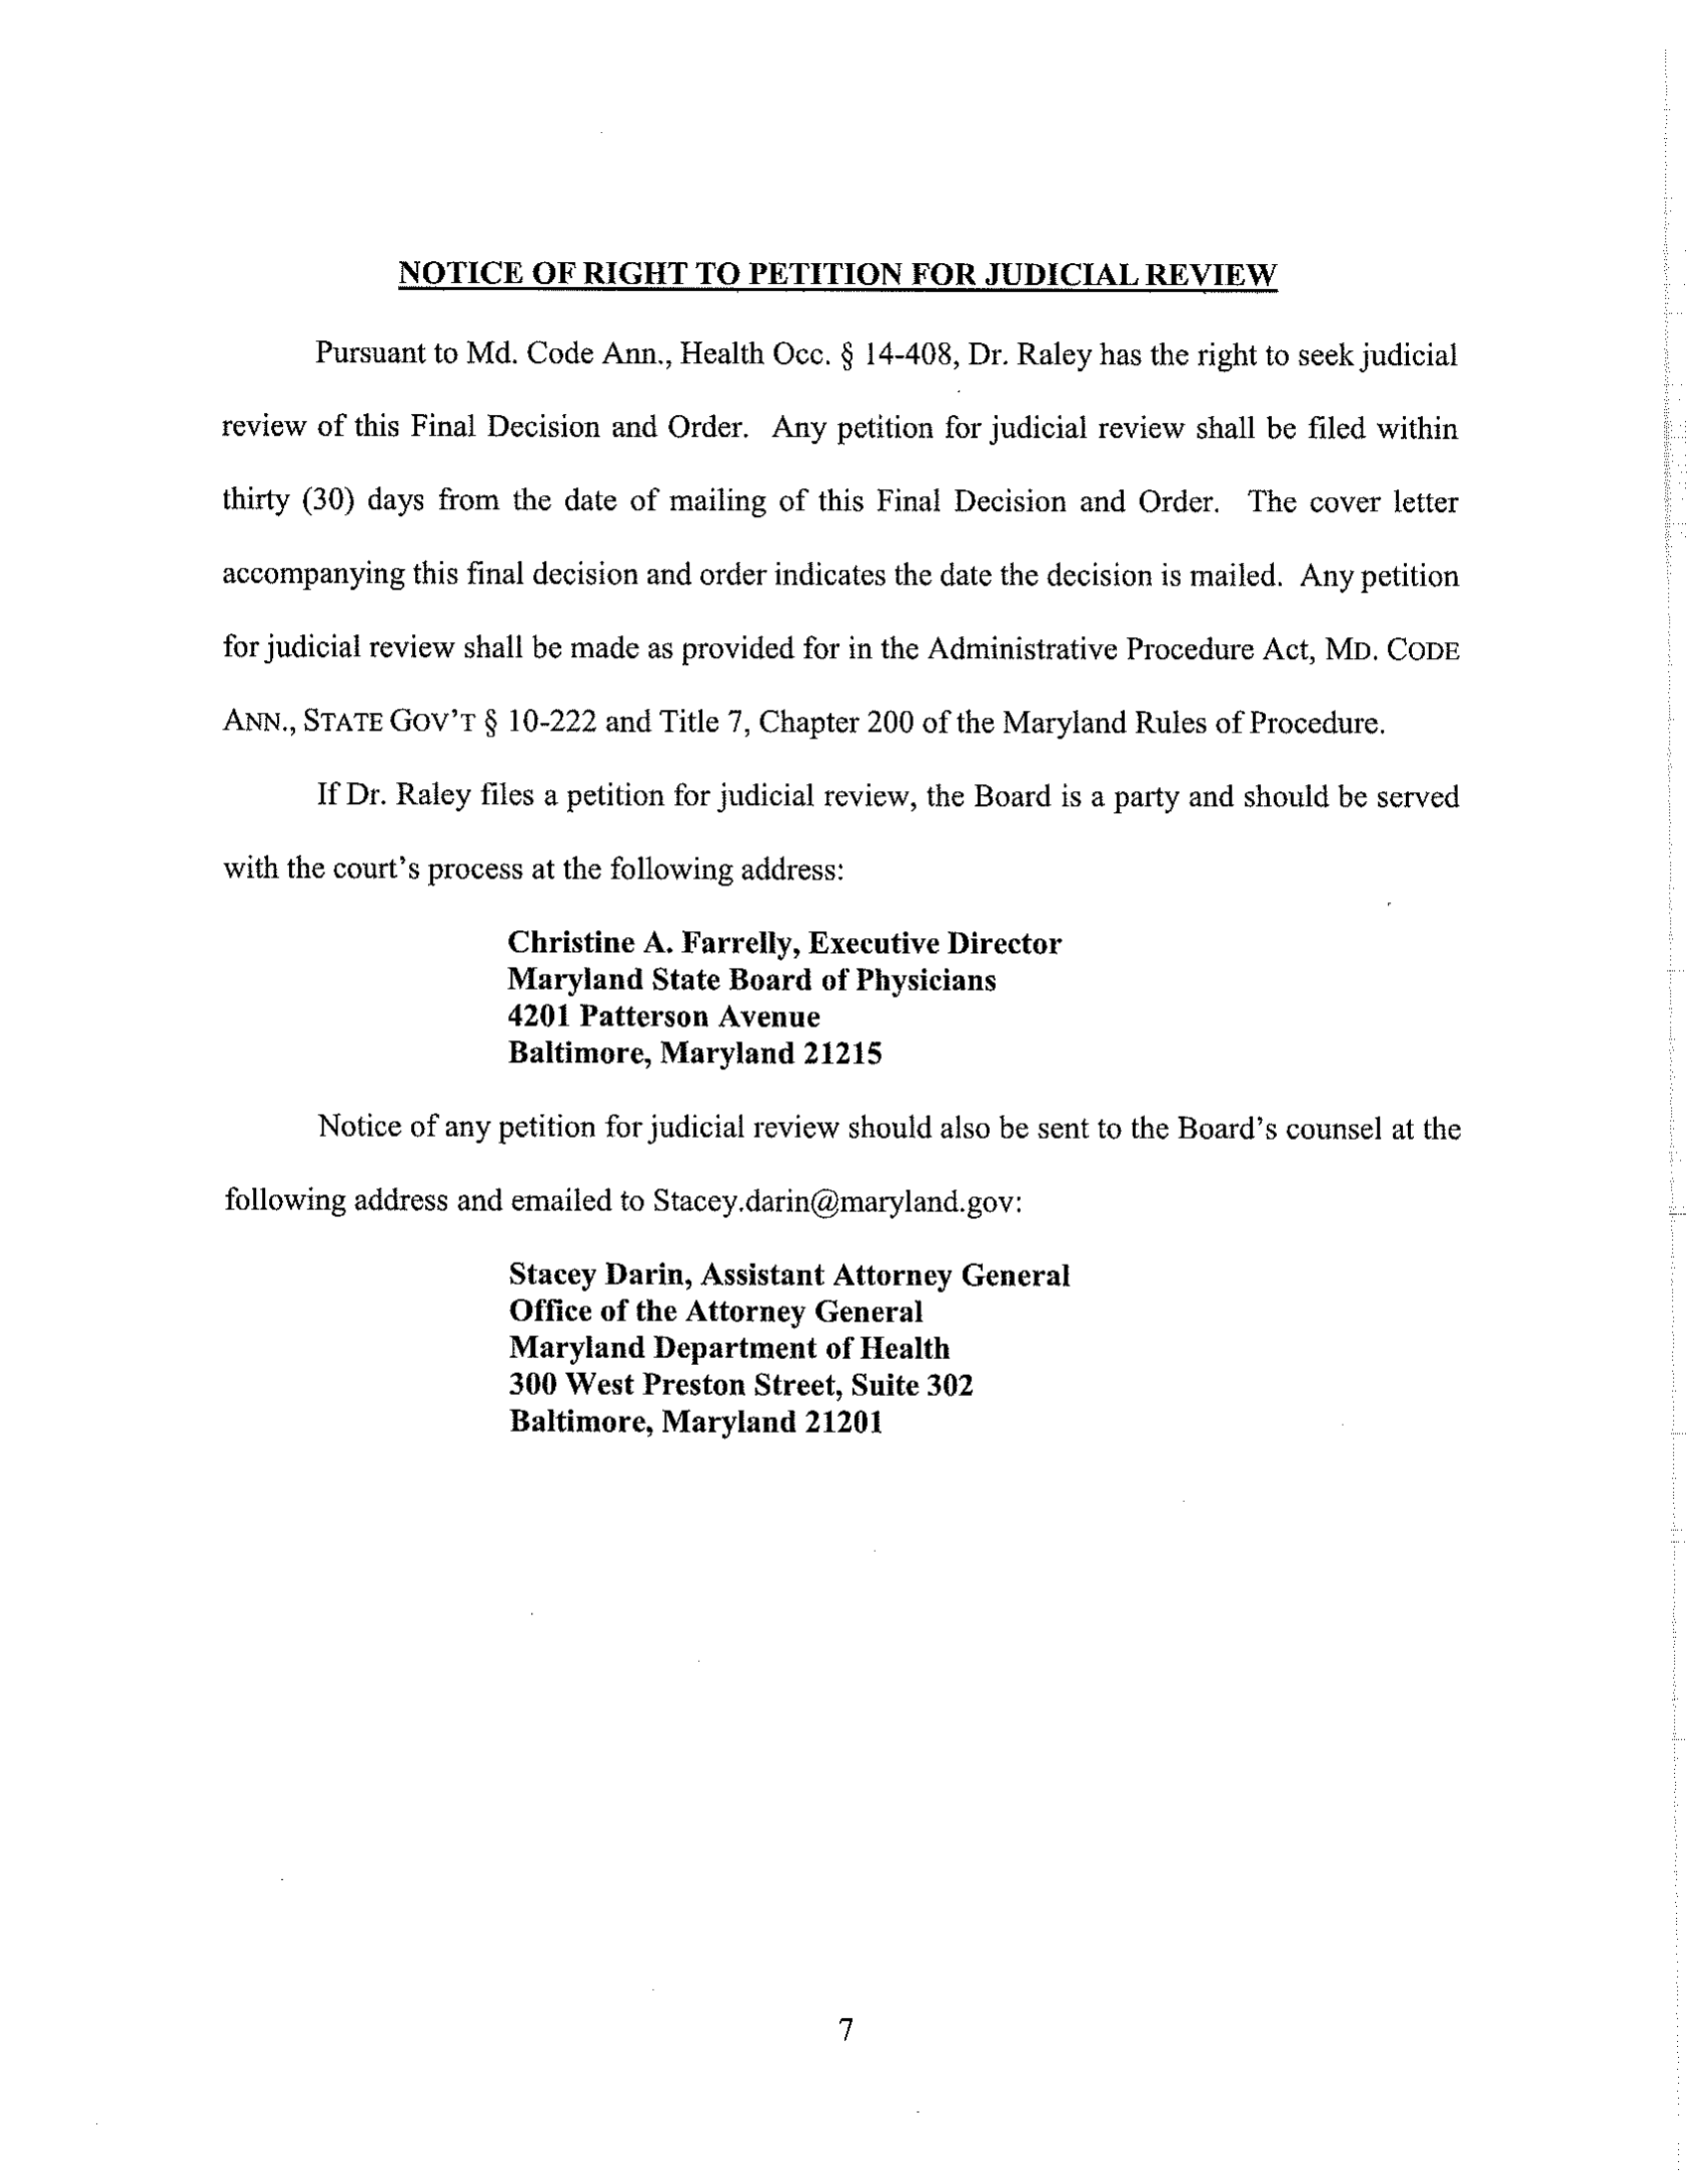 NOTICE OF RIGHT TO PETITION FOR JUDICIAL REVIEW
Pursuant to Md. Code Ann., Health Occ. § 14-408, Dr. Raley has the right to seek judicial
review of this Final Decision and Order. Any petition for judicial review shall be filed within
thirty (30) days from the date of mailing of this Final Decision and Order. The cover letter
accompanying this final decision and order indicates the date the decision is mailed. Any petition
for judicial review shall be made as provided for in the Administrative Procedure Act, MD. CODE
ANN., STATE GOV'T § 10-222 and Title 7, Chapter 200 of the Maryland Rules of Procedure.
If Dr. Raley files a petition for judicial review, the Board is a party and should be served
with the court's process at the following address:
Christine A. Farrelly, Executive Director
Maryland State Board of Physicians
4201 Patterson Avenue
Baltimore, Maryland 21215
Notice of any petition for judicial review should also be sent to the Board's counsel at the
following address and emailed to Stacey.darin@maryland.gov:
Stacey Darin, Assistant Attorney General
Office of the Attorney General
Maryland Department of Health
300 West Preston Street, Suite 302
Baltimore, Maryland 21201
7